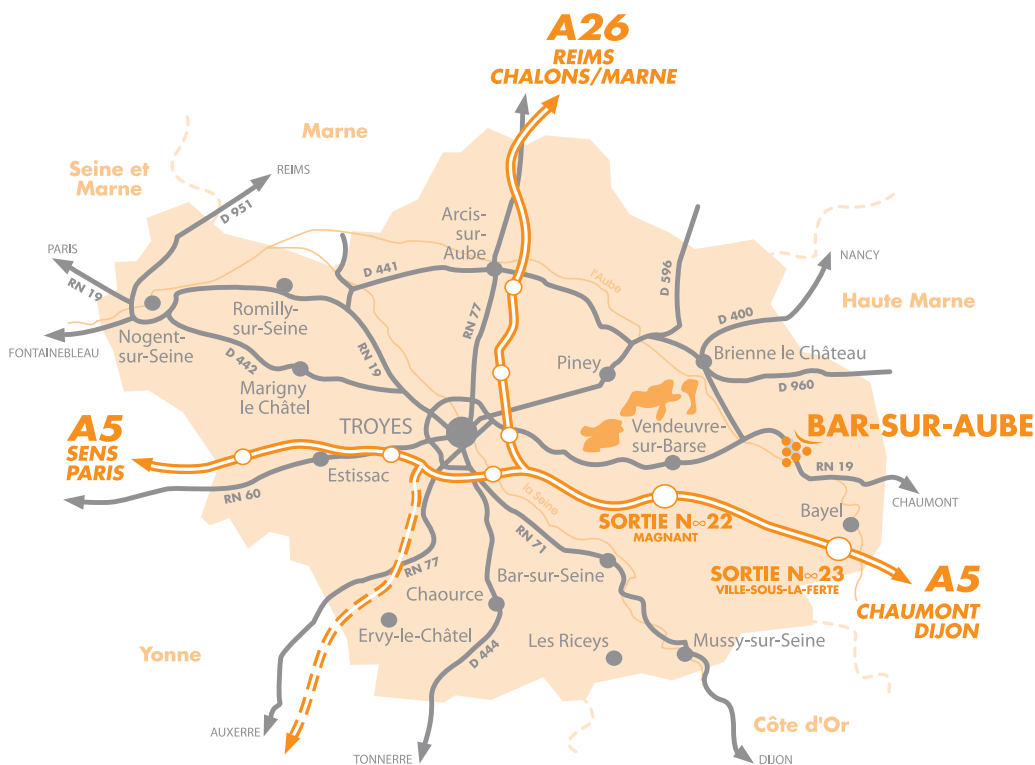 A26
REIMS
CHALONS/MARNE
Marne
Seine et
Marne
REIMS
D 951
PARIS
RN 19
FONTAINEBLEAU
Nogent-
sur-Seine
Romilly-
sur-Seine
D 441
D 442
Marigny
le Châtel
RN 19
Arcis-
sur-
Aube
RN 77
l'Aube
D 596
NANCY
Haute Marne
D 400
Brienne le Château
D 960
Piney
TROYES
Vendeuvre-
sur-Barse
BAR-SUR-AUBE
RN 19
CHAUMONT
A5
SENS
PARIS
Estissac
RN 60
la Seine
SORTIE N∞22
MAGNANT
Bayel
SORTIE N∞23
VILLE-SOUS-LA-FERTE
A5
CHAUMONT
DIJON
RN 71
RN 77
Bar-sur-Seine
Chaource
Ervy-le-Châtel
D 444
Les Riceys
Mussy-sur-Seine
Yonne
Côte d'Or
AUXERRE
TONNERRE
DIJON